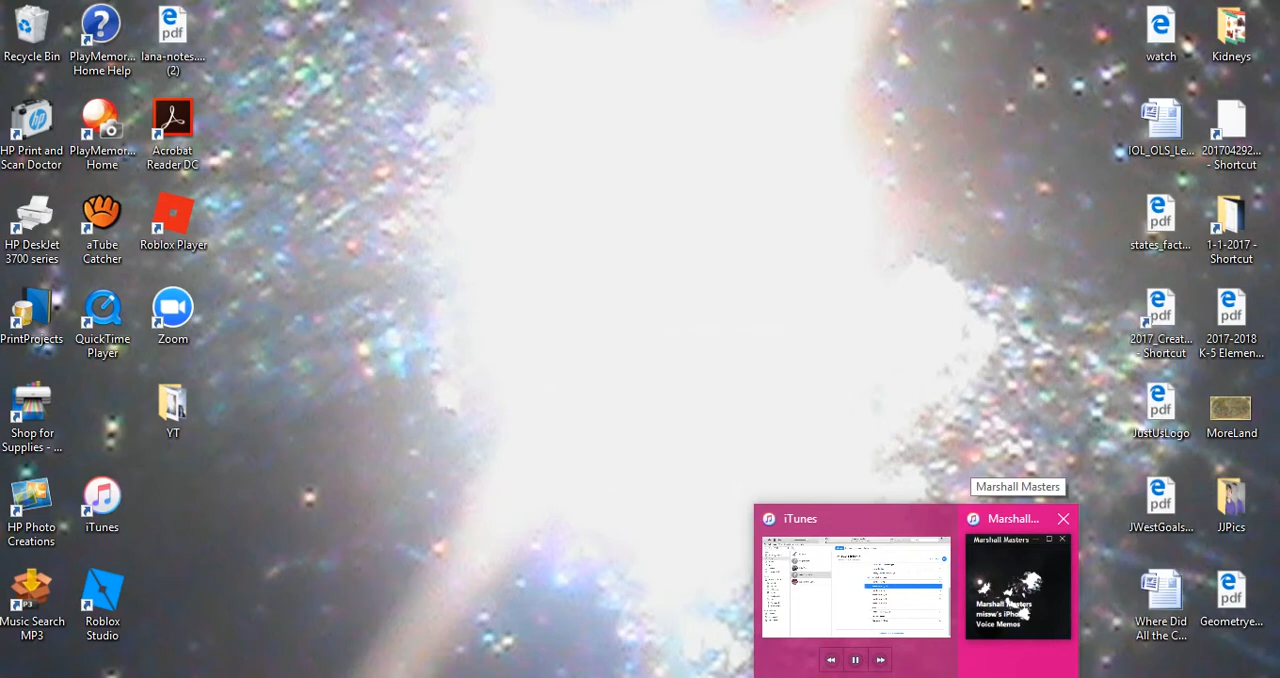 Recycle Bin
PlayMemor...
Home Help
lana-notes....
(2)
HP Print and
Scan Doctor
PlayMemor...
Home
Acrobat
Reader DC
HP DeskJet
3700 series
aTube
Catcher
Roblox Player
PrintProjects
QuickTime
Player
Zoom
Shop for
Supplies - ...
YT
HP Photo
Creations
iTunes
Music Search
MP3
Roblox
Studio
watch
Kidneys
IOL_OLS_Le...
201704292...
- Shortcut
states_fact...
1-1-2017 -
Shortcut
2017_Creat...
- Shortcut
2017-2018
K-5 Elemen...
JustUsLogo
MoreLand
JWestGoals...
JJPics
Where Did
All the C...
Geometrye...
Marshall Masters
iTunes
Marshall...
Marshall Masters
Marshall Masters
missw's iPhone
Voice Memos